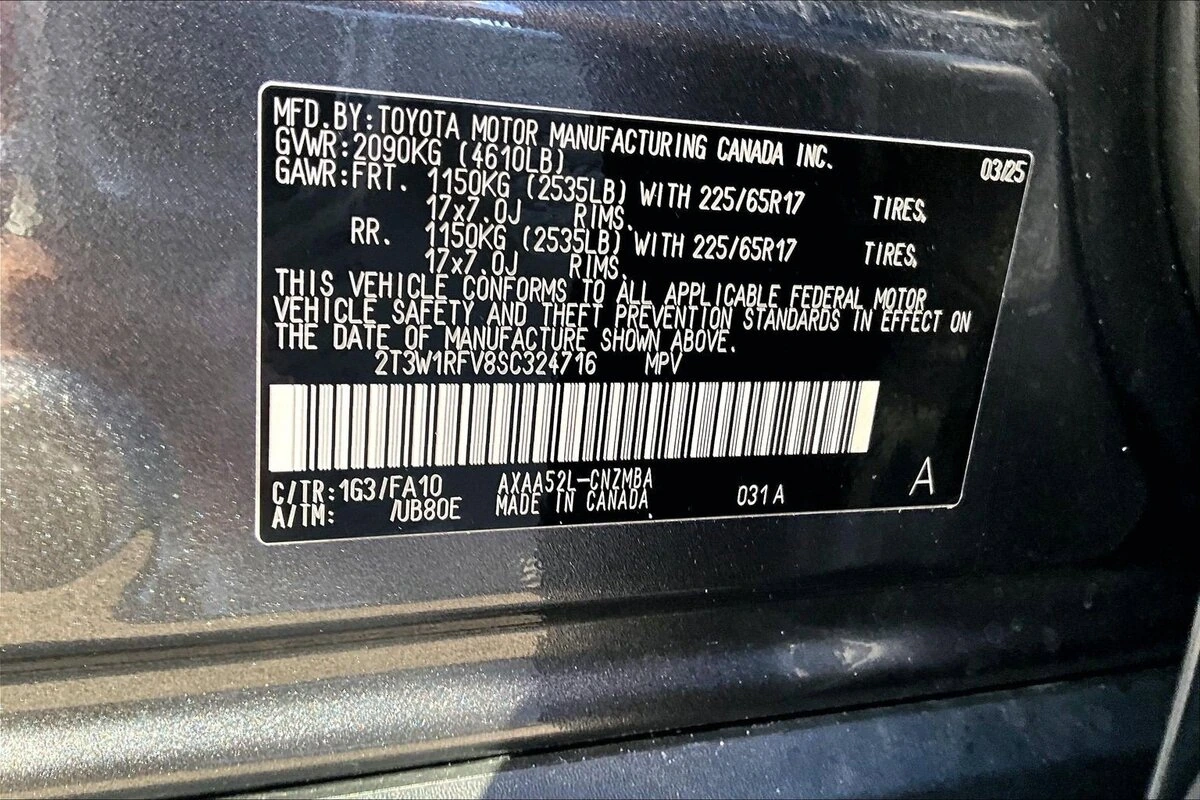 MFD.BY:TOYOTA MOTOR MANUFACTURING CANADA INC. 03/25
GVWR:2090KG (4610LB)
GAWR:FRT. 1150KG (2535LB) WITH 225/65R17 TIRES,
17x7.0J RIMS.
RR. 1150KG (2535LB) WITH 225/65R17 TIRES,
17x7.0J RIMS.
THIS VEHICLE CONFORMS TO ALL APPLICABLE FEDERAL MOTOR
VEHICLE SAFETY AND THEFT PREVENTION STANDARDS IN EFFECT ON
THE DATE OF MANUFACTURE SHOWN ABOVE.
2T3W1RFV8SC324716 MPV
C/TR:1G3/FA10 AXAA52L-CNZMBA
A/TM: /UB80E MADE IN CANADA 031A A